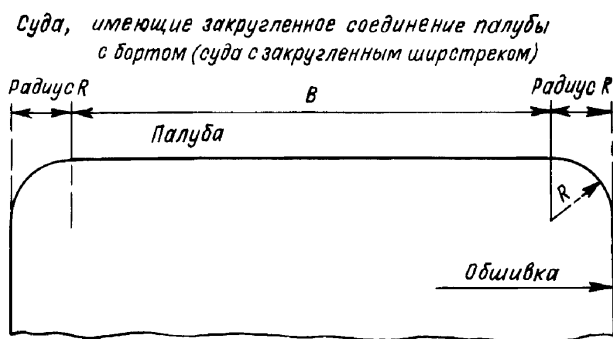 Суда, имеющие закругленное соединение палубы
с бортом (суда с закругленным ширстреком)
Радиус R
В
Радиус R
Палуба
R
Обшивка